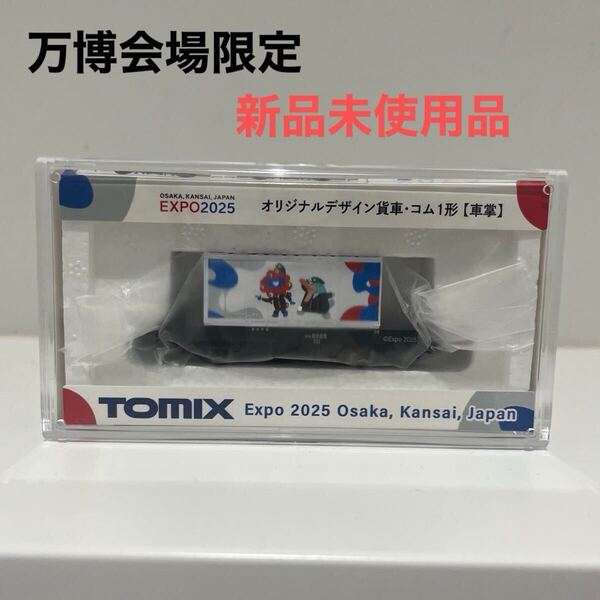 万博会場限定
新品未使用品
OSAKA, KANSAI, JAPAN
EXPO2025
オリジナルデザイン貨車・コム1形【車掌】
©Expo 2025
TOMIX Expo 2025 Osaka, Kansai, Japan